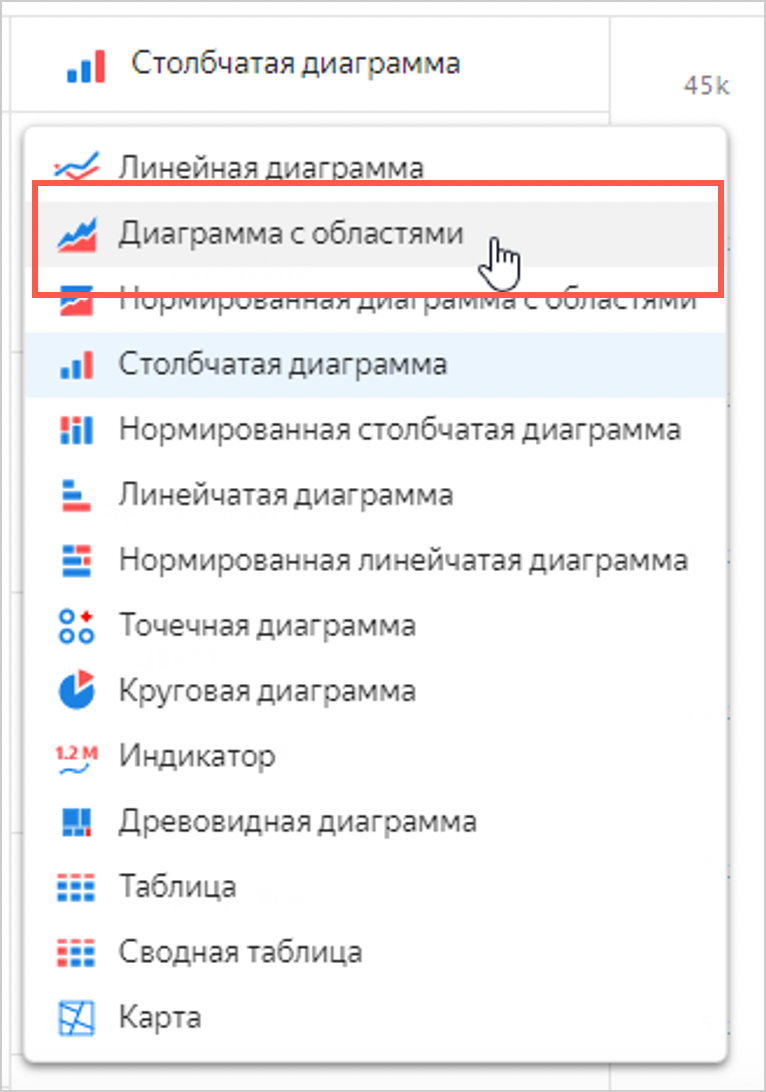 Столбчатая диаграмма
45k
Линейная диаграмма
Диаграмма с областями
Нормированная диаграмма с областями
Столбчатая диаграмма
Нормированная столбчатая диаграмма
Линейчатая диаграмма
Нормированная линейчатая диаграмма
Точечная диаграмма
Круговая диаграмма
1.2 M
Индикатор
Древовидная диаграмма
Таблица
Сводная таблица
Карта